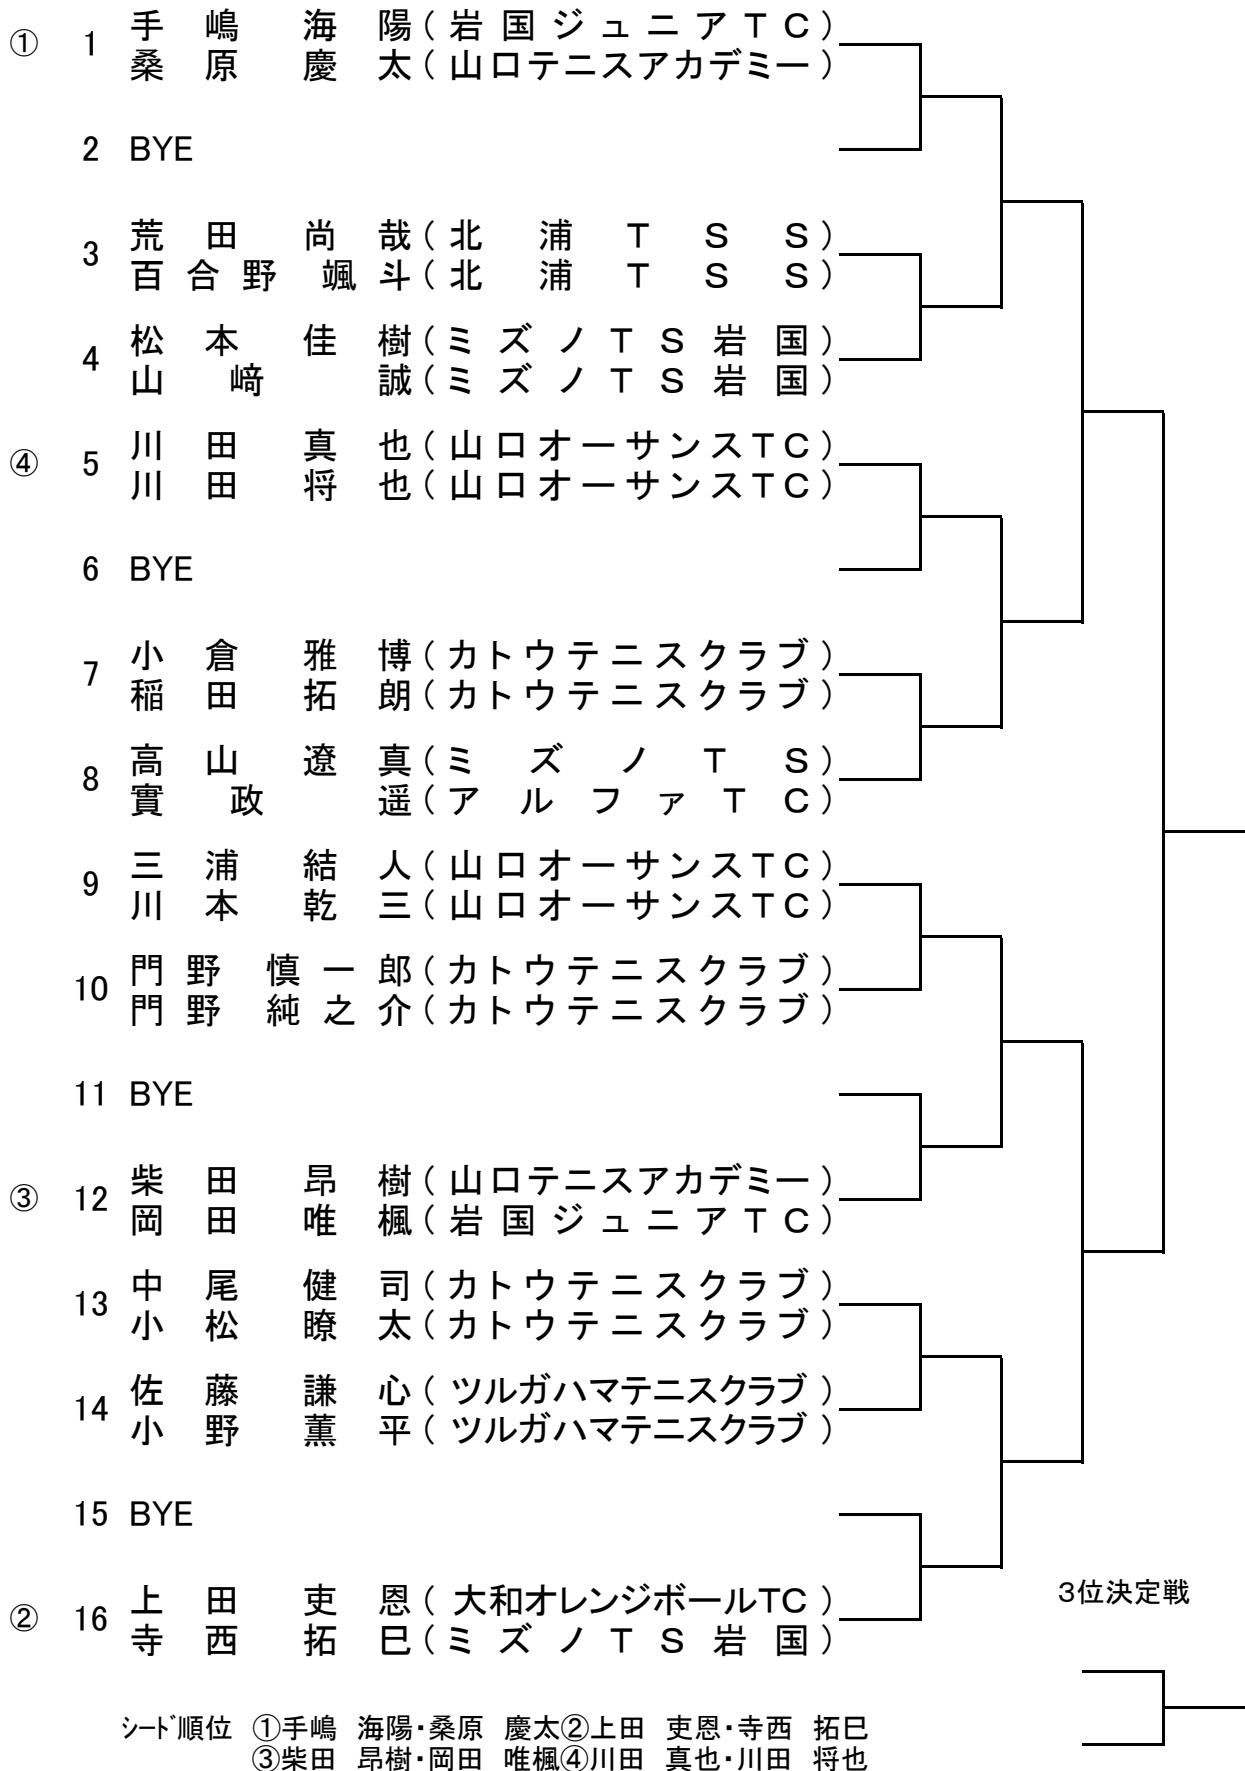 ① 1 手嶋 海陽(岩国ジュニアTC)
桑原 慶太(山口テニスアカデミー)
2 BYE
3 荒田 尚哉(北浦TSS)
百合野 颯斗(北浦TSS)
4 松本 佳樹(ミズノTS岩国)
山﨑 誠(ミズノTS岩国)
④ 5 川田 真也(山口オーサンスTC)
川田 将也(山口オーサンスTC)
6 BYE
7 小倉 雅博(カトウテニスクラブ)
稲田 拓朗(カトウテニスクラブ)
8 高山 遼真(ミズノTS)
實政 遥(アルファTC)
9 三浦 結人(山口オーサンスTC)
川本 乾三(山口オーサンスTC)
10 門野 慎一郎(カトウテニスクラブ)
門野 純之介(カトウテニスクラブ)
11 BYE
③ 12 柴田 昂樹(山口テニスアカデミー)
岡田 唯楓(岩国ジュニアTC)
13 中尾 健司(カトウテニスクラブ)
小松 瞭太(カトウテニスクラブ)
14 佐藤 謙心(ツルガハマテニスクラブ)
小野 薫平(ツルガハマテニスクラブ)
15 BYE
② 16 上田 吏恩(大和オレンジボールTC)
寺西 拓巳(ミズノTS岩国)
3位決定戦
シード順位 ①手嶋 海陽・桑原 慶太②上田 吏恩・寺西 拓巳
③柴田 昂樹・岡田 唯楓④川田 真也・川田 将也